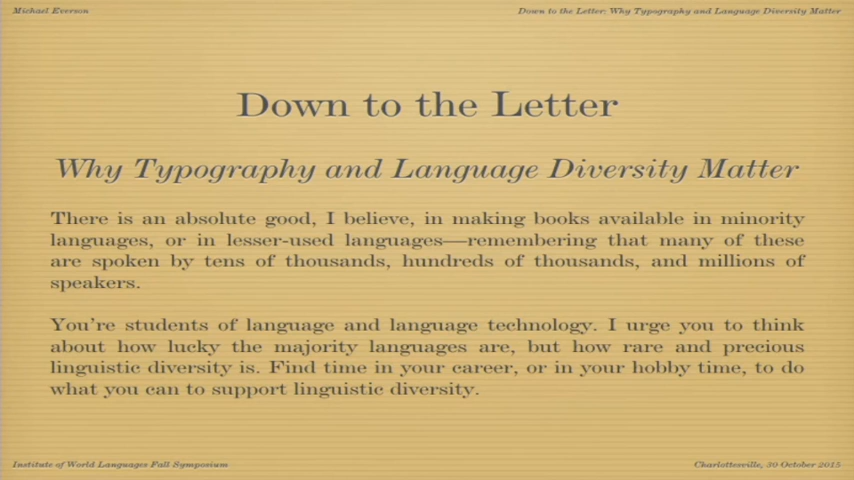 Michael Everson
Down to the Letter: Why Typography and Language Diversity Matter
Down to the Letter
Why Typography and Language Diversity Matter
There is an absolute good, I believe, in making books available in minority
languages, or in lesser-used languages—remembering that many of these
are spoken by tens of thousands, hundreds of thousands, and millions of
speakers.
You’re students of language and language technology. I urge you to think
about how lucky the majority languages are, but how rare and precious
linguistic diversity is. Find time in your career, or in your hobby time, to do
what you can to support linguistic diversity.
Institute of World Languages Fall Symposium
Charlottesville, 30 October 2015